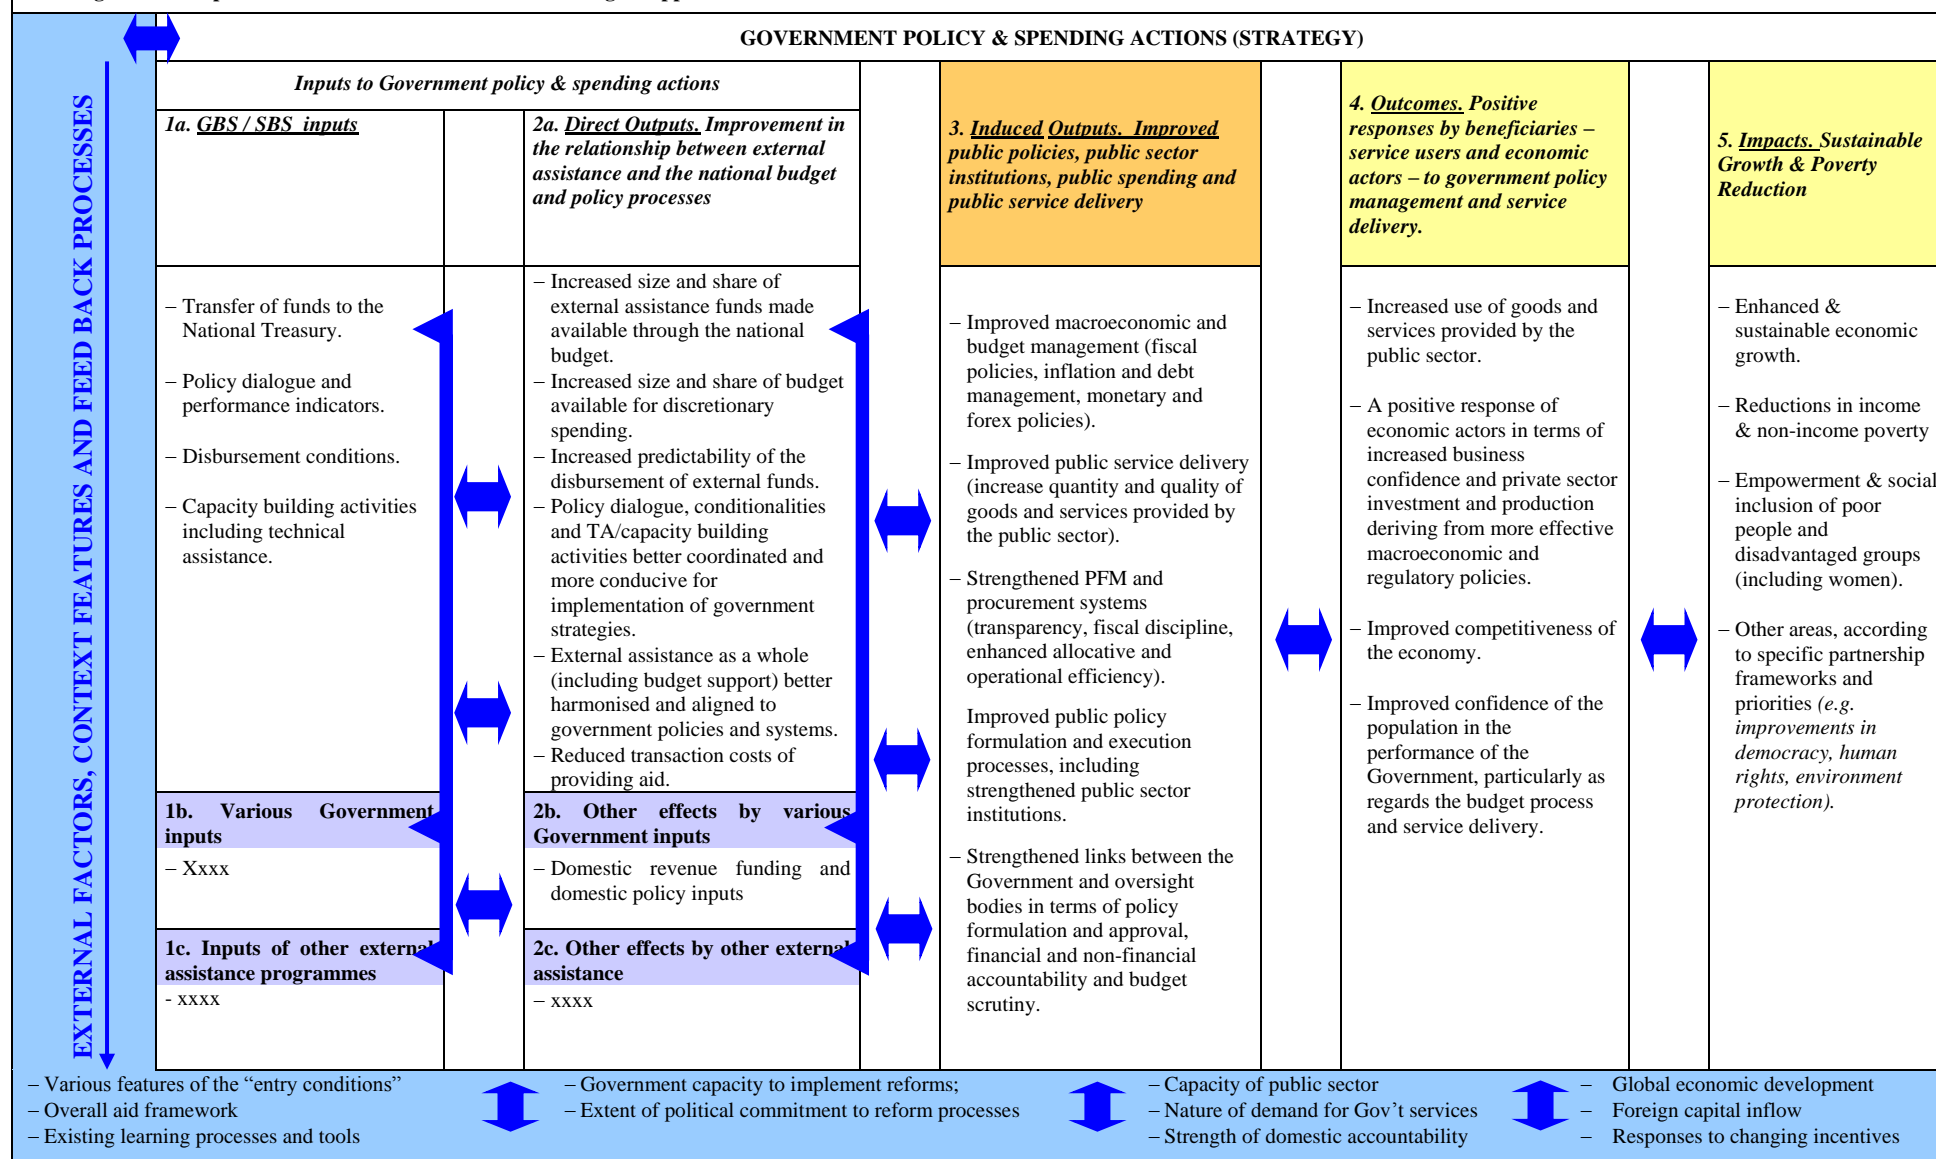 GOVERNMENT POLICY & SPENDING ACTIONS (STRATEGY)
EXTERNAL FACTORS, CONTEXT FEATURES AND FEED BACK PROCESSES
Inputs to Government policy & spending actions
1a. GBS / SBS inputs
– Transfer of funds to the
National Treasury.
– Policy dialogue and
performance indicators.
– Disbursement conditions.
– Capacity building activities
including technical
assistance.
1b. Various Government
inputs
– Xxxx
1c. Inputs of other external
assistance programmes
- xxxx
2a. Direct Outputs. Improvement in
the relationship between external
assistance and the national budget
and policy processes
– Increased size and share of
external assistance funds made
available through the national
budget.
– Increased size and share of budget
available for discretionary
spending.
– Increased predictability of the
disbursement of external funds.
– Policy dialogue, conditionalities
and TA/capacity building
activities better coordinated and
more conducive for
implementation of government
strategies.
– External assistance as a whole
(including budget support) better
harmonised and aligned to
government policies and systems.
– Reduced transaction costs of
providing aid.
2b. Other effects by various
Government inputs
– Domestic revenue funding and
domestic policy inputs
2c. Other effects by other external
assistance
– xxxx
3. Induced Outputs. Improved
public policies, public sector
institutions, public spending and
public service delivery
– Improved macroeconomic and
budget management (fiscal
policies, inflation and debt
management, monetary and
forex policies).
– Improved public service delivery
(increase quantity and quality of
goods and services provided by
the public sector).
– Strengthened PFM and
procurement systems
(transparency, fiscal discipline,
enhanced allocative and
operational efficiency).
Improved public policy
formulation and execution
processes, including
strengthened public sector
institutions.
– Strengthened links between the
Government and oversight
bodies in terms of policy
formulation and approval,
financial and non-financial
accountability and budget
scrutiny.
4. Outcomes. Positive
responses by beneficiaries –
service users and economic
actors – to government policy
management and service
delivery.
– Increased use of goods and
services provided by the
public sector.
– A positive response of
economic actors in terms of
increased business
confidence and private sector
investment and production
deriving from more effective
macroeconomic and
regulatory policies.
– Improved competitiveness of
the economy.
– Improved confidence of the
population in the
performance of the
Government, particularly as
regards the budget process
and service delivery.
5. Impacts. Sustainable
Growth & Poverty
Reduction
– Enhanced &
sustainable economic
growth.
– Reductions in income
& non-income poverty
– Empowerment & social
inclusion of poor
people and
disadvantaged groups
(including women).
– Other areas, according
to specific partnership
frameworks and
priorities (e.g.
improvements in
democracy, human
rights, environment
protection).
– Various features of the “entry conditions”
– Overall aid framework
– Existing learning processes and tools
– Government capacity to implement reforms;
– Extent of political commitment to reform processes
– Capacity of public sector
– Nature of demand for Gov’t services
– Strength of domestic accountability
– Global economic development
– Foreign capital inflow
– Responses to changing incentives